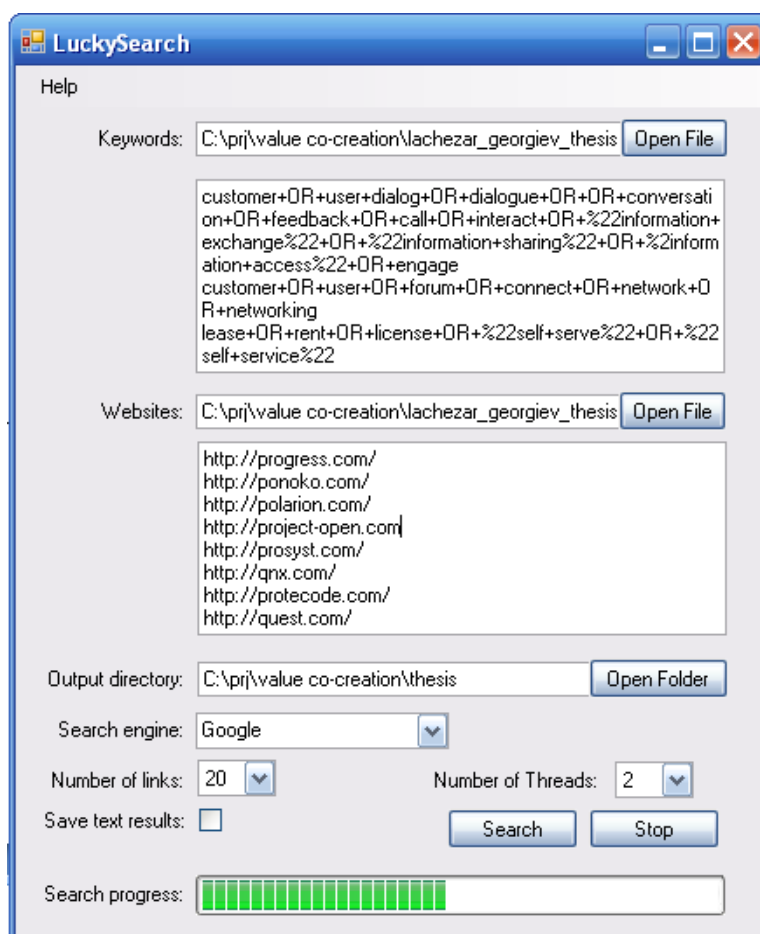 LuckySearch
Help
Keywords: C:\prj\value co-creation\lachezar_georgiev_thesis Open File
customer+OR+user+dialog+OR+dialogue+OR+OR+conversati
on+OR+feedback+OR+call+OR+interact+OR+%22information+
exchange%22+OR+%22information+sharing%22+OR+%2inform
ation+access%22+OR+engage
customer+OR+user+OR+forum+OR+connect+OR+network+O
R+networking
lease+OR+rent+OR+license+OR+%22self+serve%22+OR+%22
self+service%22
Websites: C:\prj\value co-creation\lachezar_georgiev_thesis Open File
http://progress.com/
http://ponoko.com/
http://polarion.com/
http://project-open.com
http://prosyst.com/
http://qnx.com/
http://protecode.com/
http://quest.com/
Output directory: C:\prj\value co-creation\thesis Open Folder
Search engine: Google
Number of links: 20 Number of Threads: 2
Save text results: Search Stop
Search progress: